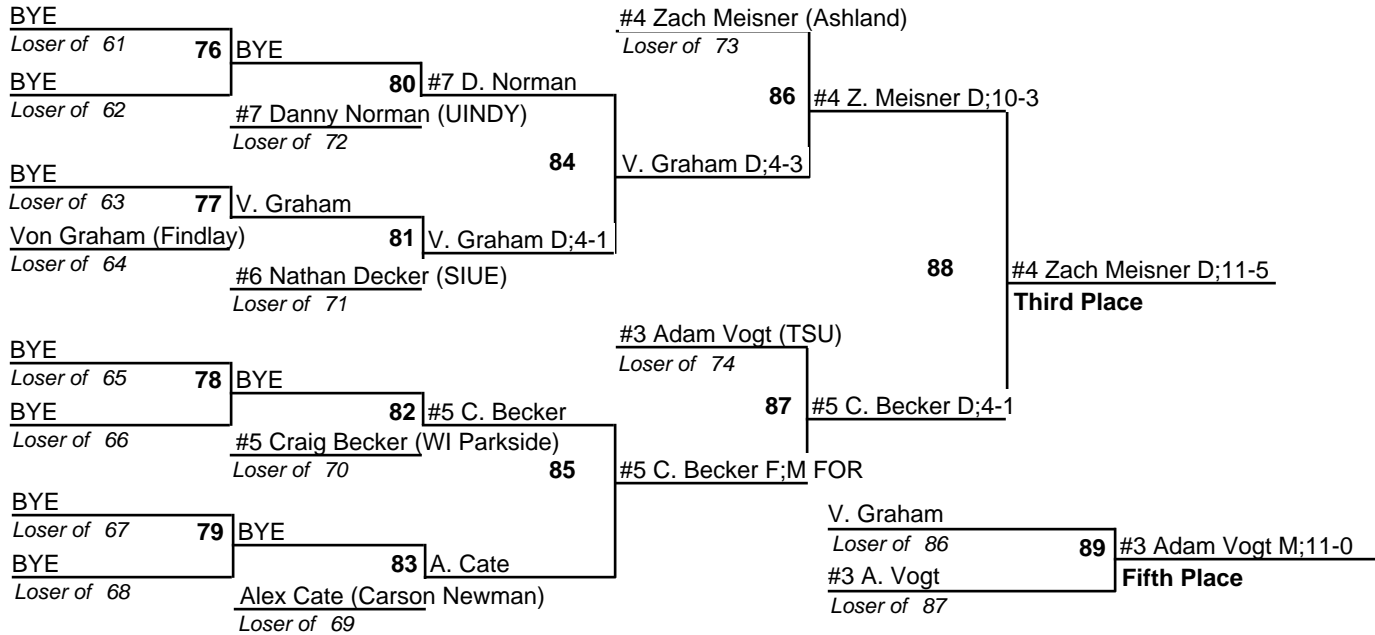 BYE
Loser of 61
76
BYE
BYE
Loser of 62
80
#7 D. Norman
#7 Danny Norman (UINDY)
Loser of 72
84
V. Graham D;4-3
BYE
Loser of 63
77
V. Graham
Von Graham (Findlay)
Loser of 64
81
V. Graham D;4-1
#6 Nathan Decker (SIUE)
Loser of 71
#4 Zach Meisner (Ashland)
Loser of 73
86
#4 Z. Meisner D;10-3
88
#4 Zach Meisner D;11-5
Third Place
BYE
Loser of 65
78
BYE
BYE
Loser of 66
82
#5 C. Becker
#5 Craig Becker (WI Parkside)
Loser of 70
85
#5 C. Becker F;M FOR
#3 Adam Vogt (TSU)
Loser of 74
87
#5 C. Becker D;4-1
BYE
Loser of 67
79
BYE
BYE
Loser of 68
83
A. Cate
Alex Cate (Carson Newman)
Loser of 69
V. Graham
Loser of 86
89
#3 Adam Vogt M;11-0
#3 A. Vogt
Fifth Place
Loser of 87